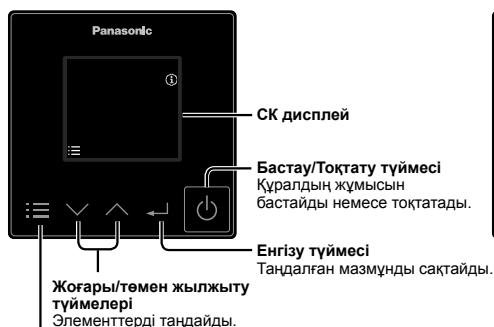 Panasonic
СК дисплей
Бастау/Тоқтату түймесі
Құралдың жұмысын
бастайды немесе тоқтатады.
Енгізу түймесі
Таңдалған мазмұнды сақтайды.
Жоғары/төмен жылжыту
түймелері
Элементтерді таңдайды.